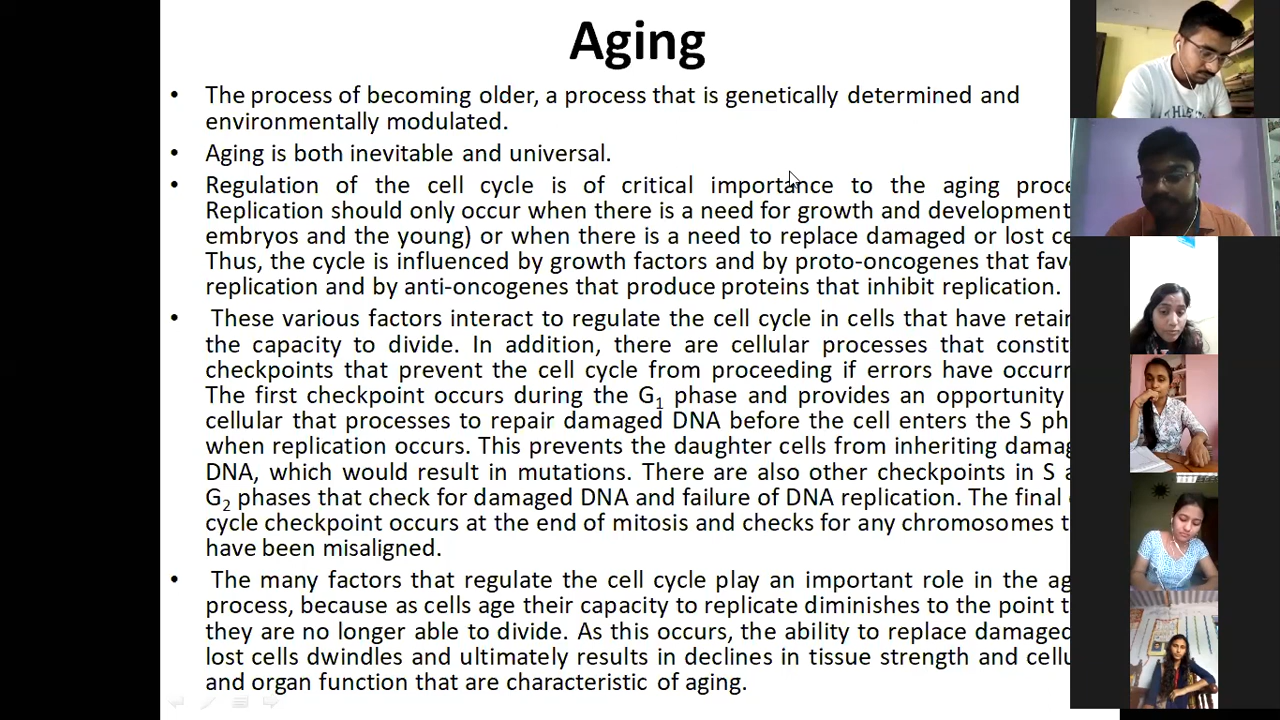 Aging
• The process of becoming older, a process that is genetically determined and
environmentally modulated.
• Aging is both inevitable and universal.
• Regulation of the cell cycle is of critical importance to the aging proce
Replication should only occur when there is a need for growth and development
embryos and the young) or when there is a need to replace damaged or lost ce
Thus, the cycle is influenced by growth factors and by proto-oncogenes that fav
replication and by anti-oncogenes that produce proteins that inhibit replication.
• These various factors interact to regulate the cell cycle in cells that have retain
the capacity to divide. In addition, there are cellular processes that constit
checkpoints that prevent the cell cycle from proceeding if errors have occurr
The first checkpoint occurs during the G₁ phase and provides an opportunity
cellular that processes to repair damaged DNA before the cell enters the S ph
when replication occurs. This prevents the daughter cells from inheriting damag
DNA, which would result in mutations. There are also other checkpoints in S a
G₂ phases that check for damaged DNA and failure of DNA replication. The final
cycle checkpoint occurs at the end of mitosis and checks for any chromosomes t
have been misaligned.
• The many factors that regulate the cell cycle play an important role in the ag
process, because as cells age their capacity to replicate diminishes to the point t
they are no longer able to divide. As this occurs, the ability to replace damaged
lost cells dwindles and ultimately results in declines in tissue strength and cellu
and organ function that are characteristic of aging.